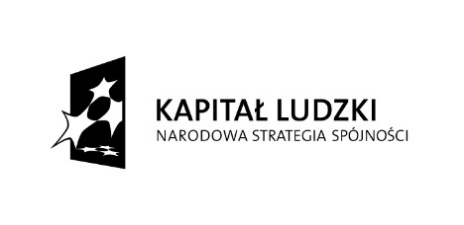 KAPITAŁ LUDZKI
NARODOWA STRATEGIA SPÓJNOŚCI